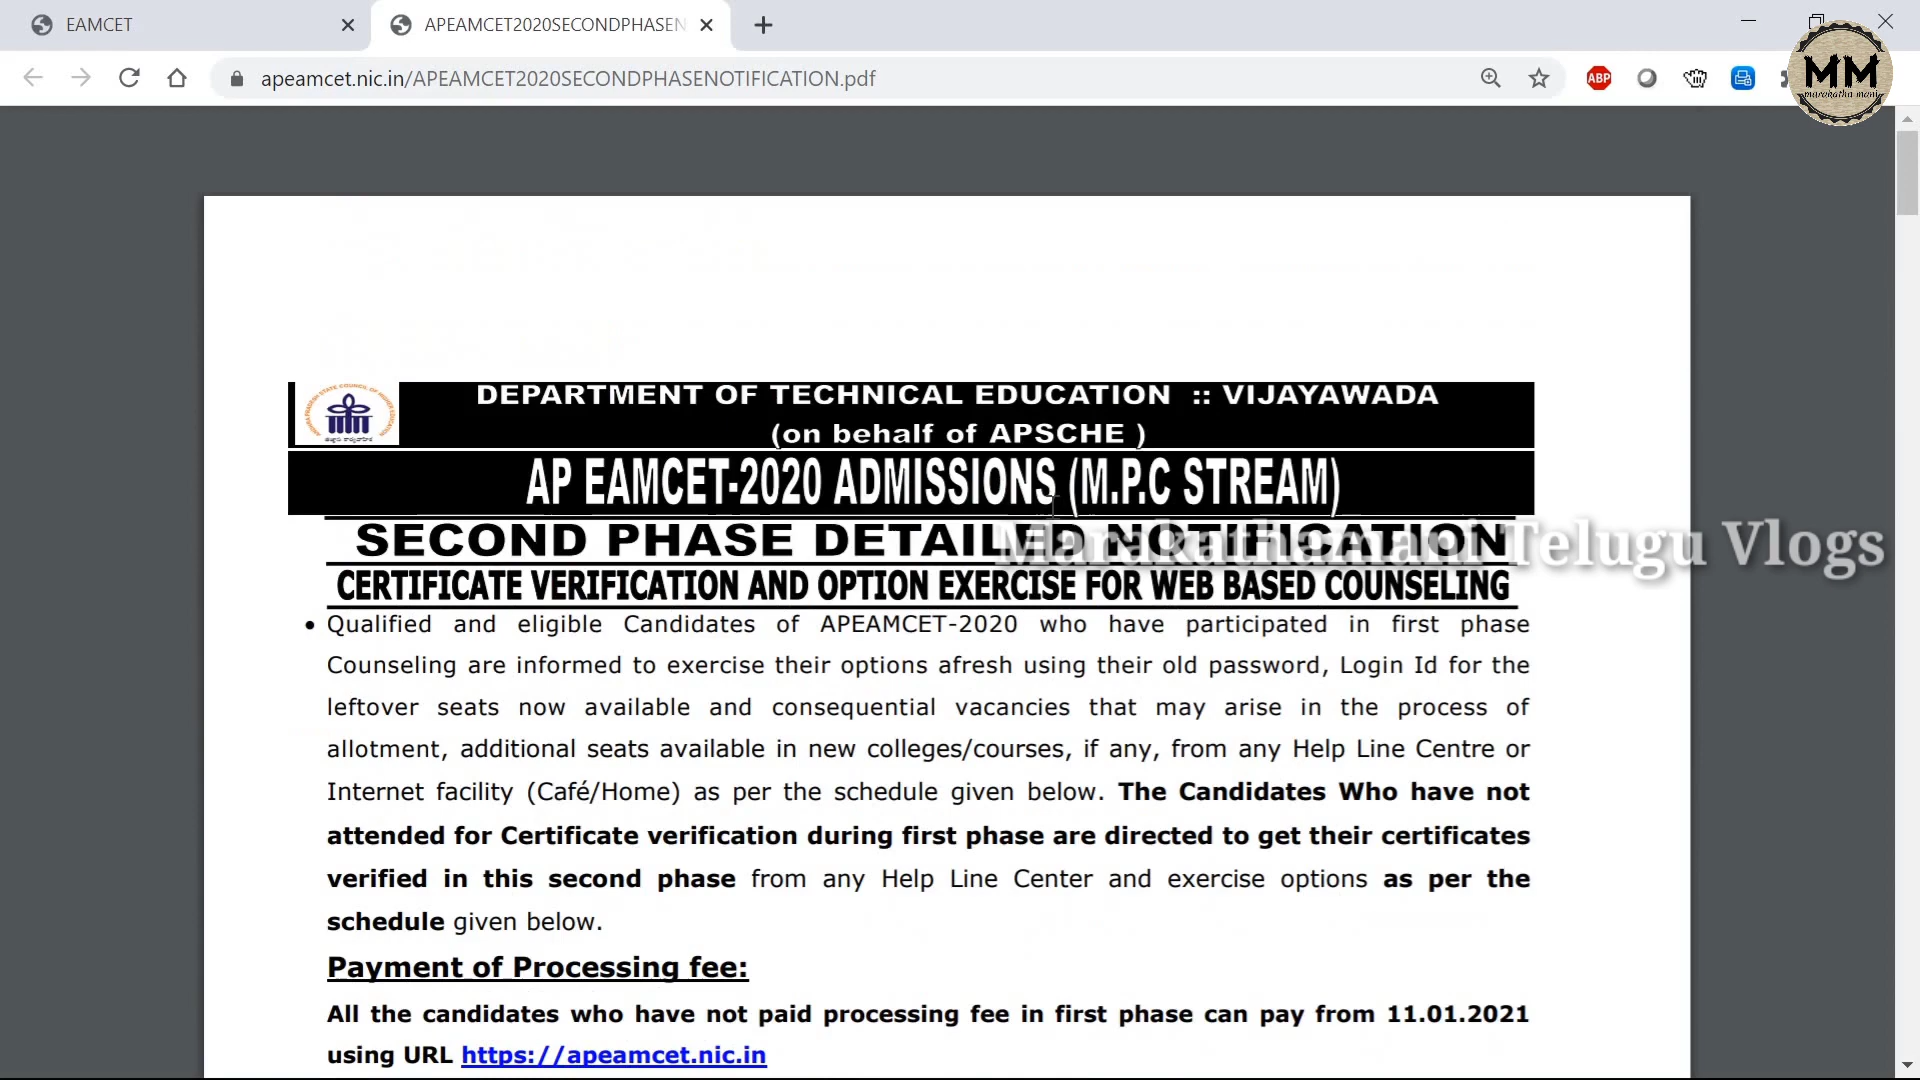 EAMCET
APEAMCET2020SECONDPHASEN
apeamcet.nic.in/APEAMCET2020SECONDPHASENOTIFICATION.pdf
ABP
MM
marakatha mani
DEPARTMENT OF TECHNICAL EDUCATION :: VIJAYAWADA
(on behalf of APSCHE )
AP EAMCET-2020 ADMISSIONS (M.P.C STREAM)
SECOND PHASE DETAILED NOTIFICATION
Marakathamani Telugu Vlogs
CERTIFICATE VERIFICATION AND OPTION EXERCISE FOR WEB BASED COUNSELING
• Qualified and eligible Candidates of APEAMCET-2020 who have participated in first phase
Counseling are informed to exercise their options afresh using their old password, Login Id for the
leftover seats now available and consequential vacancies that may arise in the process of
allotment, additional seats available in new colleges/courses, if any, from any Help Line Centre or
Internet facility (Café/Home) as per the schedule given below. The Candidates Who have not
attended for Certificate verification during first phase are directed to get their certificates
verified in this second phase from any Help Line Center and exercise options as per the
schedule given below.
Payment of Processing fee:
All the candidates who have not paid processing fee in first phase can pay from 11.01.2021
using URL https://apeamcet.nic.in